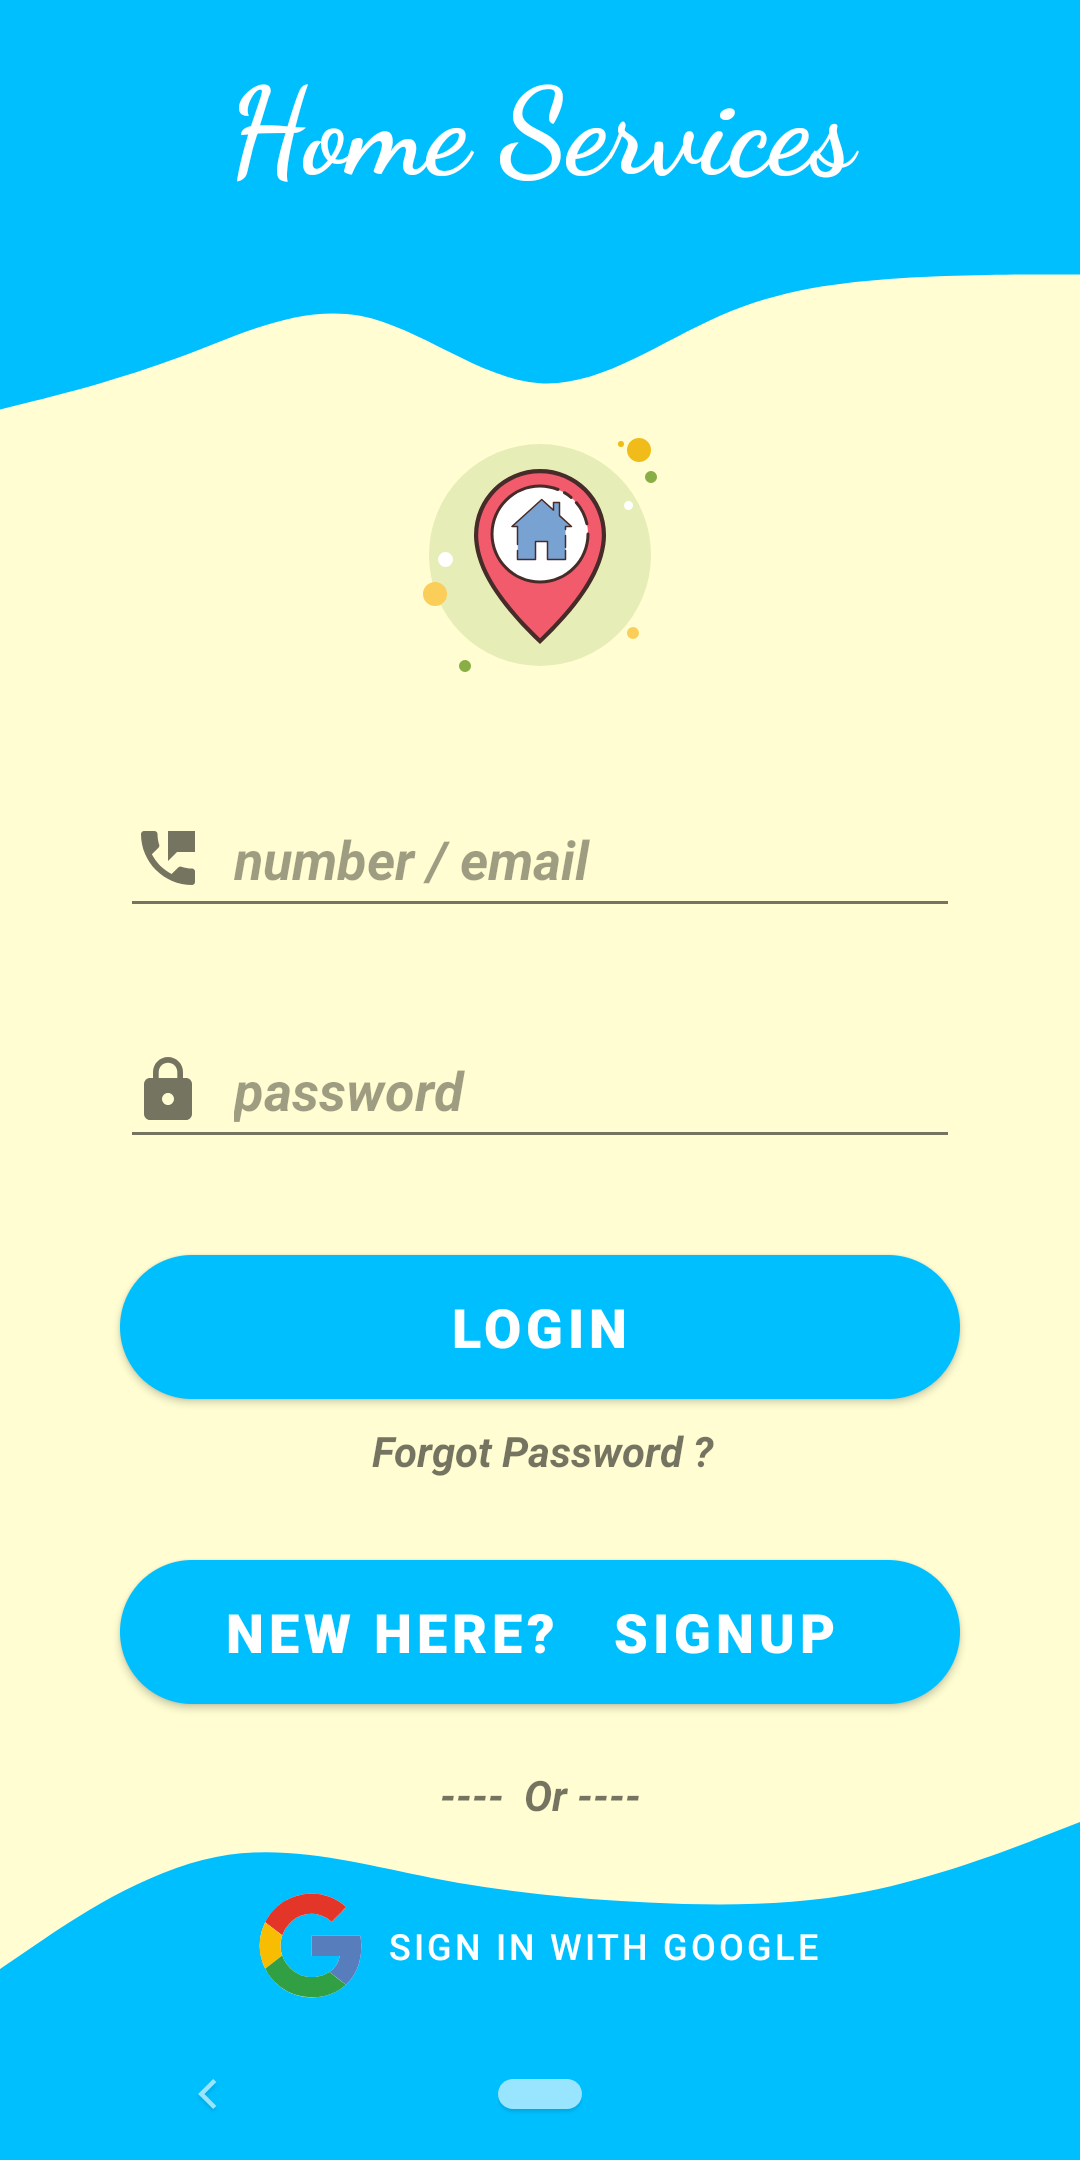 Home Services
number / email
password
LOGIN
Forgot Password ?
NEW HERE? SIGNUP
---- Or ----
SIGN IN WITH GOOGLE